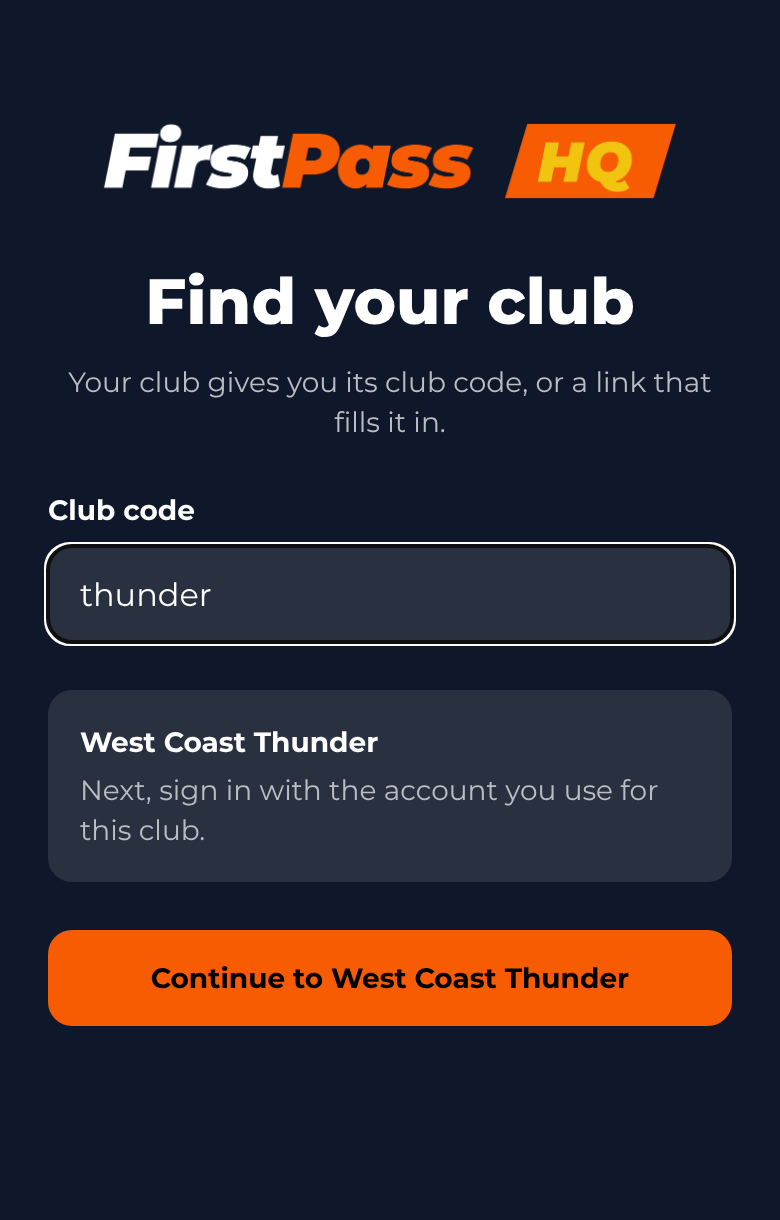 FirstPass HQ
Find your club
Your club gives you its club code, or a link that
fills it in.
Club code
thunder
West Coast Thunder
Next, sign in with the account you use for
this club.
Continue to West Coast Thunder